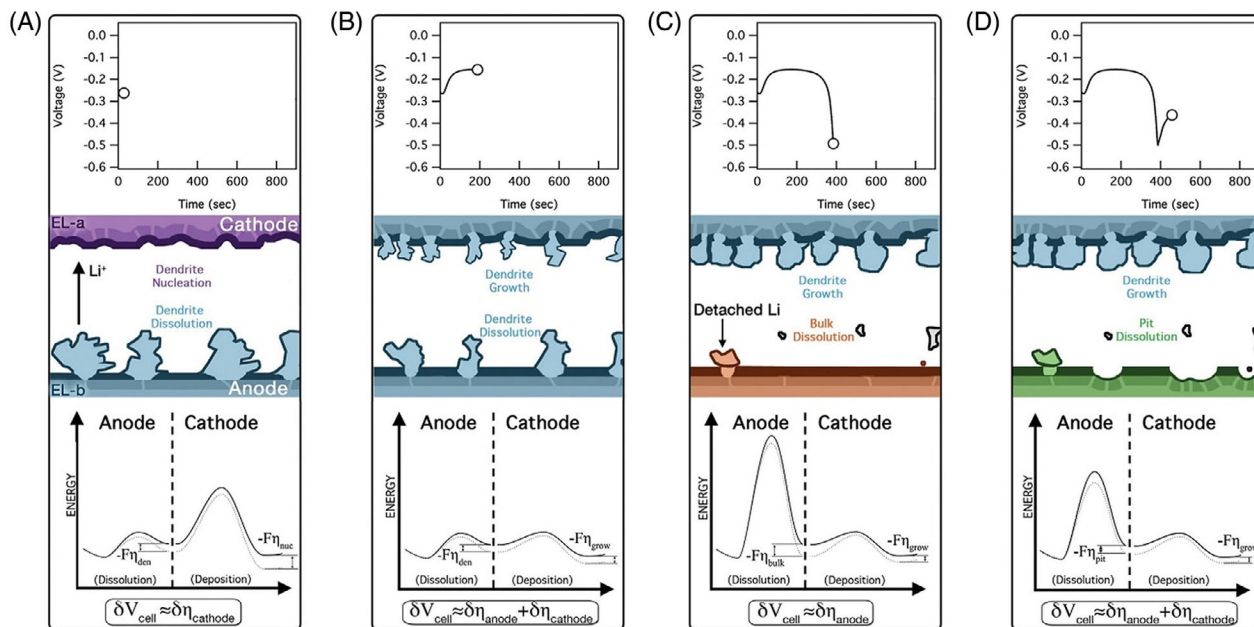 (A)
0.0
-0.1
-0.2
-0.3
-0.4
-0.5
-0.6
Voltage (V)
0 200 400 600 800
Time (sec)
EL-a
Cathode
Li⁺
Dendrite
Nucleation
Dendrite
Dissolution
EL-b
Anode
Anode Cathode
ENERGY
-Fη_den
-Fη_nuc
(Dissolution) (Deposition)
δV_cell≈δη_cathode
(B)
0.0
-0.1
-0.2
-0.3
-0.4
-0.5
-0.6
Voltage (V)
0 200 400 600 800
Time (sec)
Dendrite
Growth
Dendrite
Dissolution
Anode Cathode
ENERGY
-Fη_den
-Fη_grow
(Dissolution) (Deposition)
δV_cell≈δη_anode+δη_cathode
(C)
0.0
-0.1
-0.2
-0.3
-0.4
-0.5
-0.6
Voltage (V)
0 200 400 600 800
Time (sec)
Dendrite
Growth
Detached Li
Bulk
Dissolution
Anode Cathode
ENERGY
-Fη_bulk
-Fη_grow
(Dissolution) (Deposition)
δV_cell≈δη_anode
(D)
0.0
-0.1
-0.2
-0.3
-0.4
-0.5
-0.6
Voltage (V)
0 200 400 600 800
Time (sec)
Dendrite
Growth
Pit
Dissolution
Anode Cathode
ENERGY
-Fη_pit
-Fη_grow
(Dissolution) (Deposition)
δV_cell≈δη_anode+δη_cathode